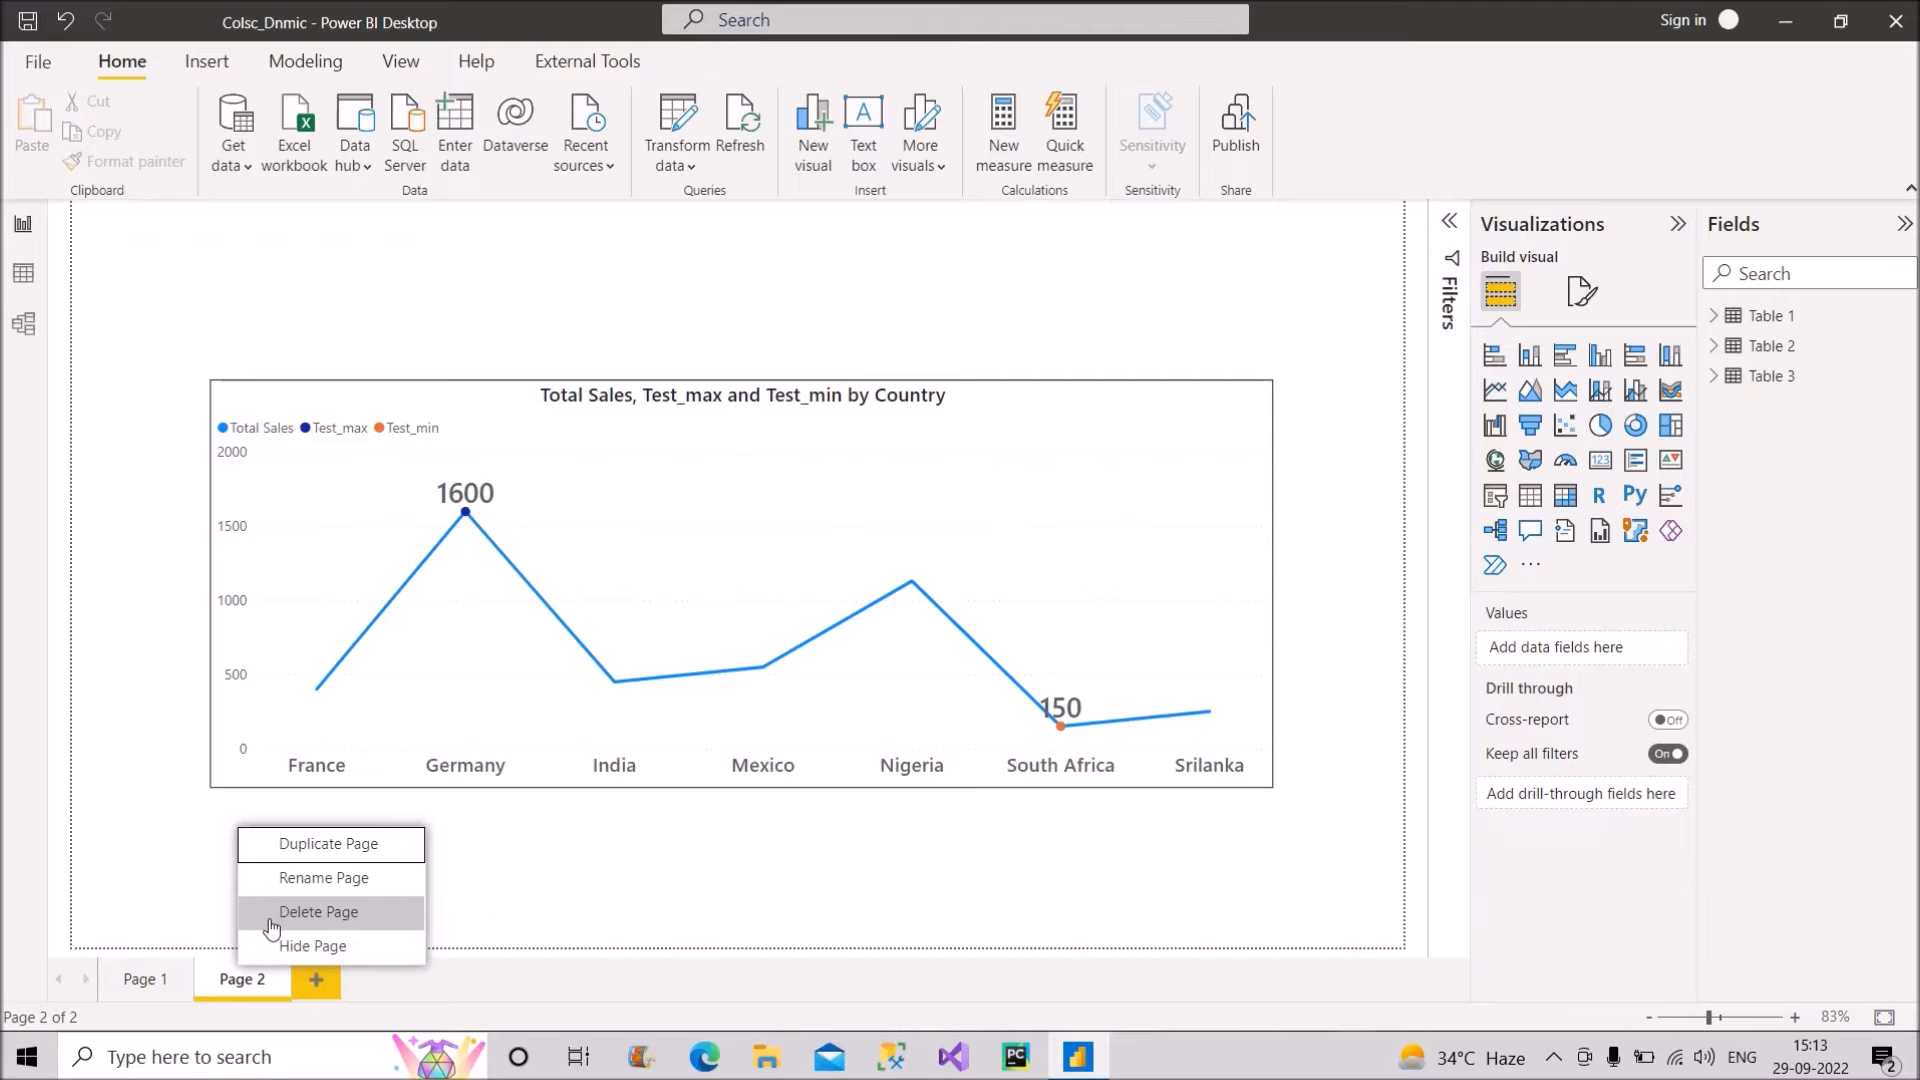 Colsc_Dnmic - Power BI Desktop
Search
Sign in
File
Home
Insert
Modeling
View
Help
External Tools
Paste
Cut
Copy
Format painter
Clipboard
Get data
Excel workbook
Data hub
SQL Server
Enter data
Dataverse
Recent sources
Data
Transform data
Refresh
Queries
New visual
Text box
A
More visuals
Insert
New measure
Quick measure
Calculations
Sensitivity
Sensitivity
Publish
Share
Total Sales, Test_max and Test_min by Country
Total Sales Test_max Test_min
2000
1500
1000
500
0
1600
150
France
Germany
India
Mexico
Nigeria
South Africa
Srilanka
Duplicate Page
Rename Page
Delete Page
Hide Page
Filters
Visualizations
Build visual
123
R
Py
...
Values
Add data fields here
Drill through
Cross-report
Off
Keep all filters
On
Add drill-through fields here
Fields
Search
Table 1
Table 2
Table 3
Page 1
Page 2
+
Page 2 of 2
- + 83%
Type here to search
PC
34°C Haze
ENG
15:13
29-09-2022
2